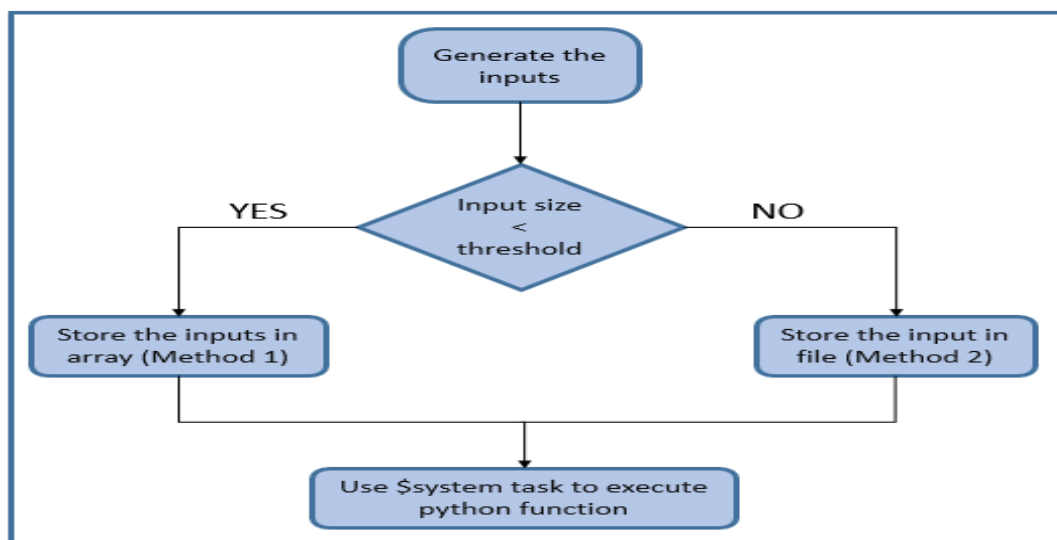 Generate the
inputs
Input size
<
threshold
YES
NO
Store the inputs in
array (Method 1)
Store the input in
file (Method 2)
Use $system task to execute
python function